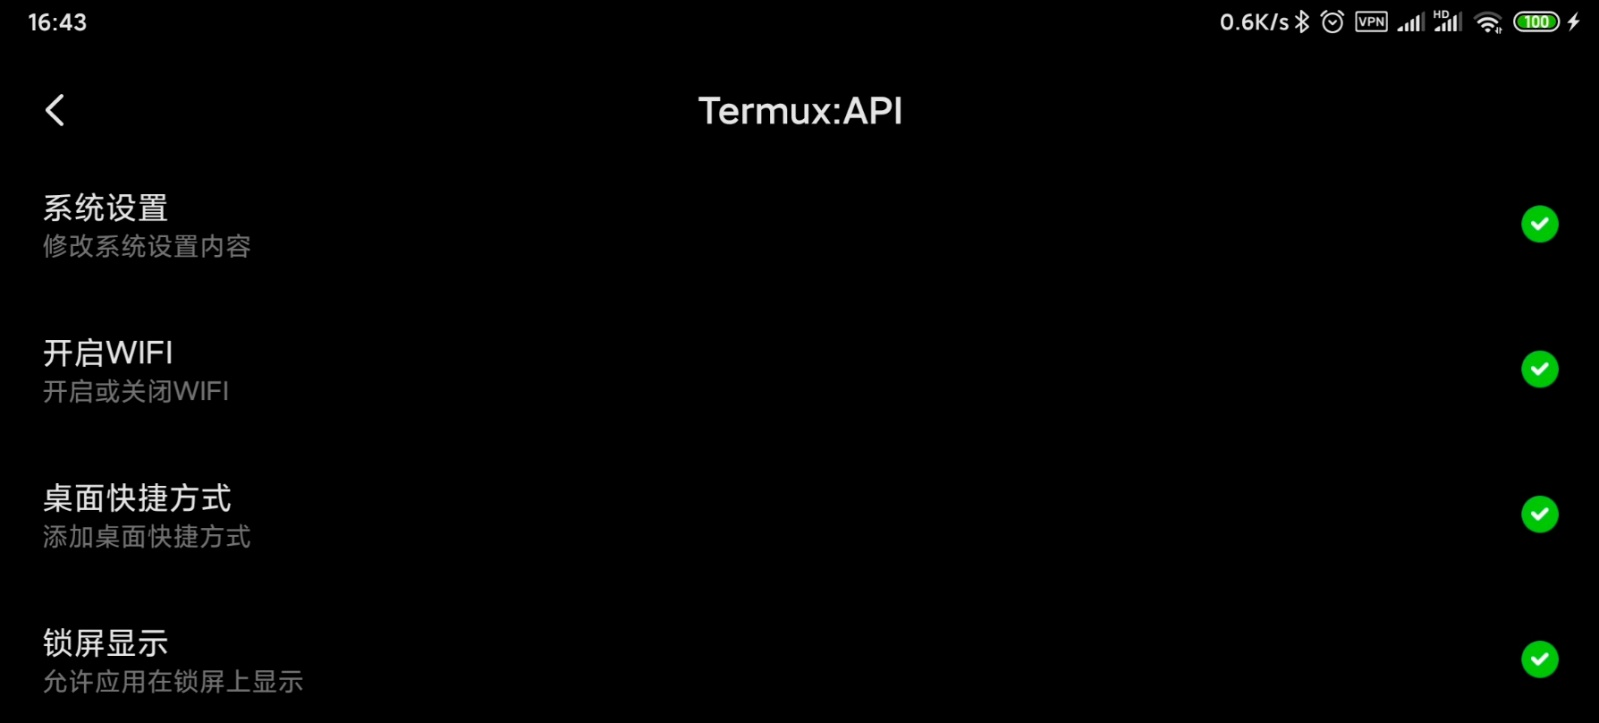 16:43
0.6K/s VPN HD 100
Termux:API
系统设置
修改系统设置内容
开启WIFI
开启或关闭WIFI
桌面快捷方式
添加桌面快捷方式
锁屏显示
允许应用在锁屏上显示